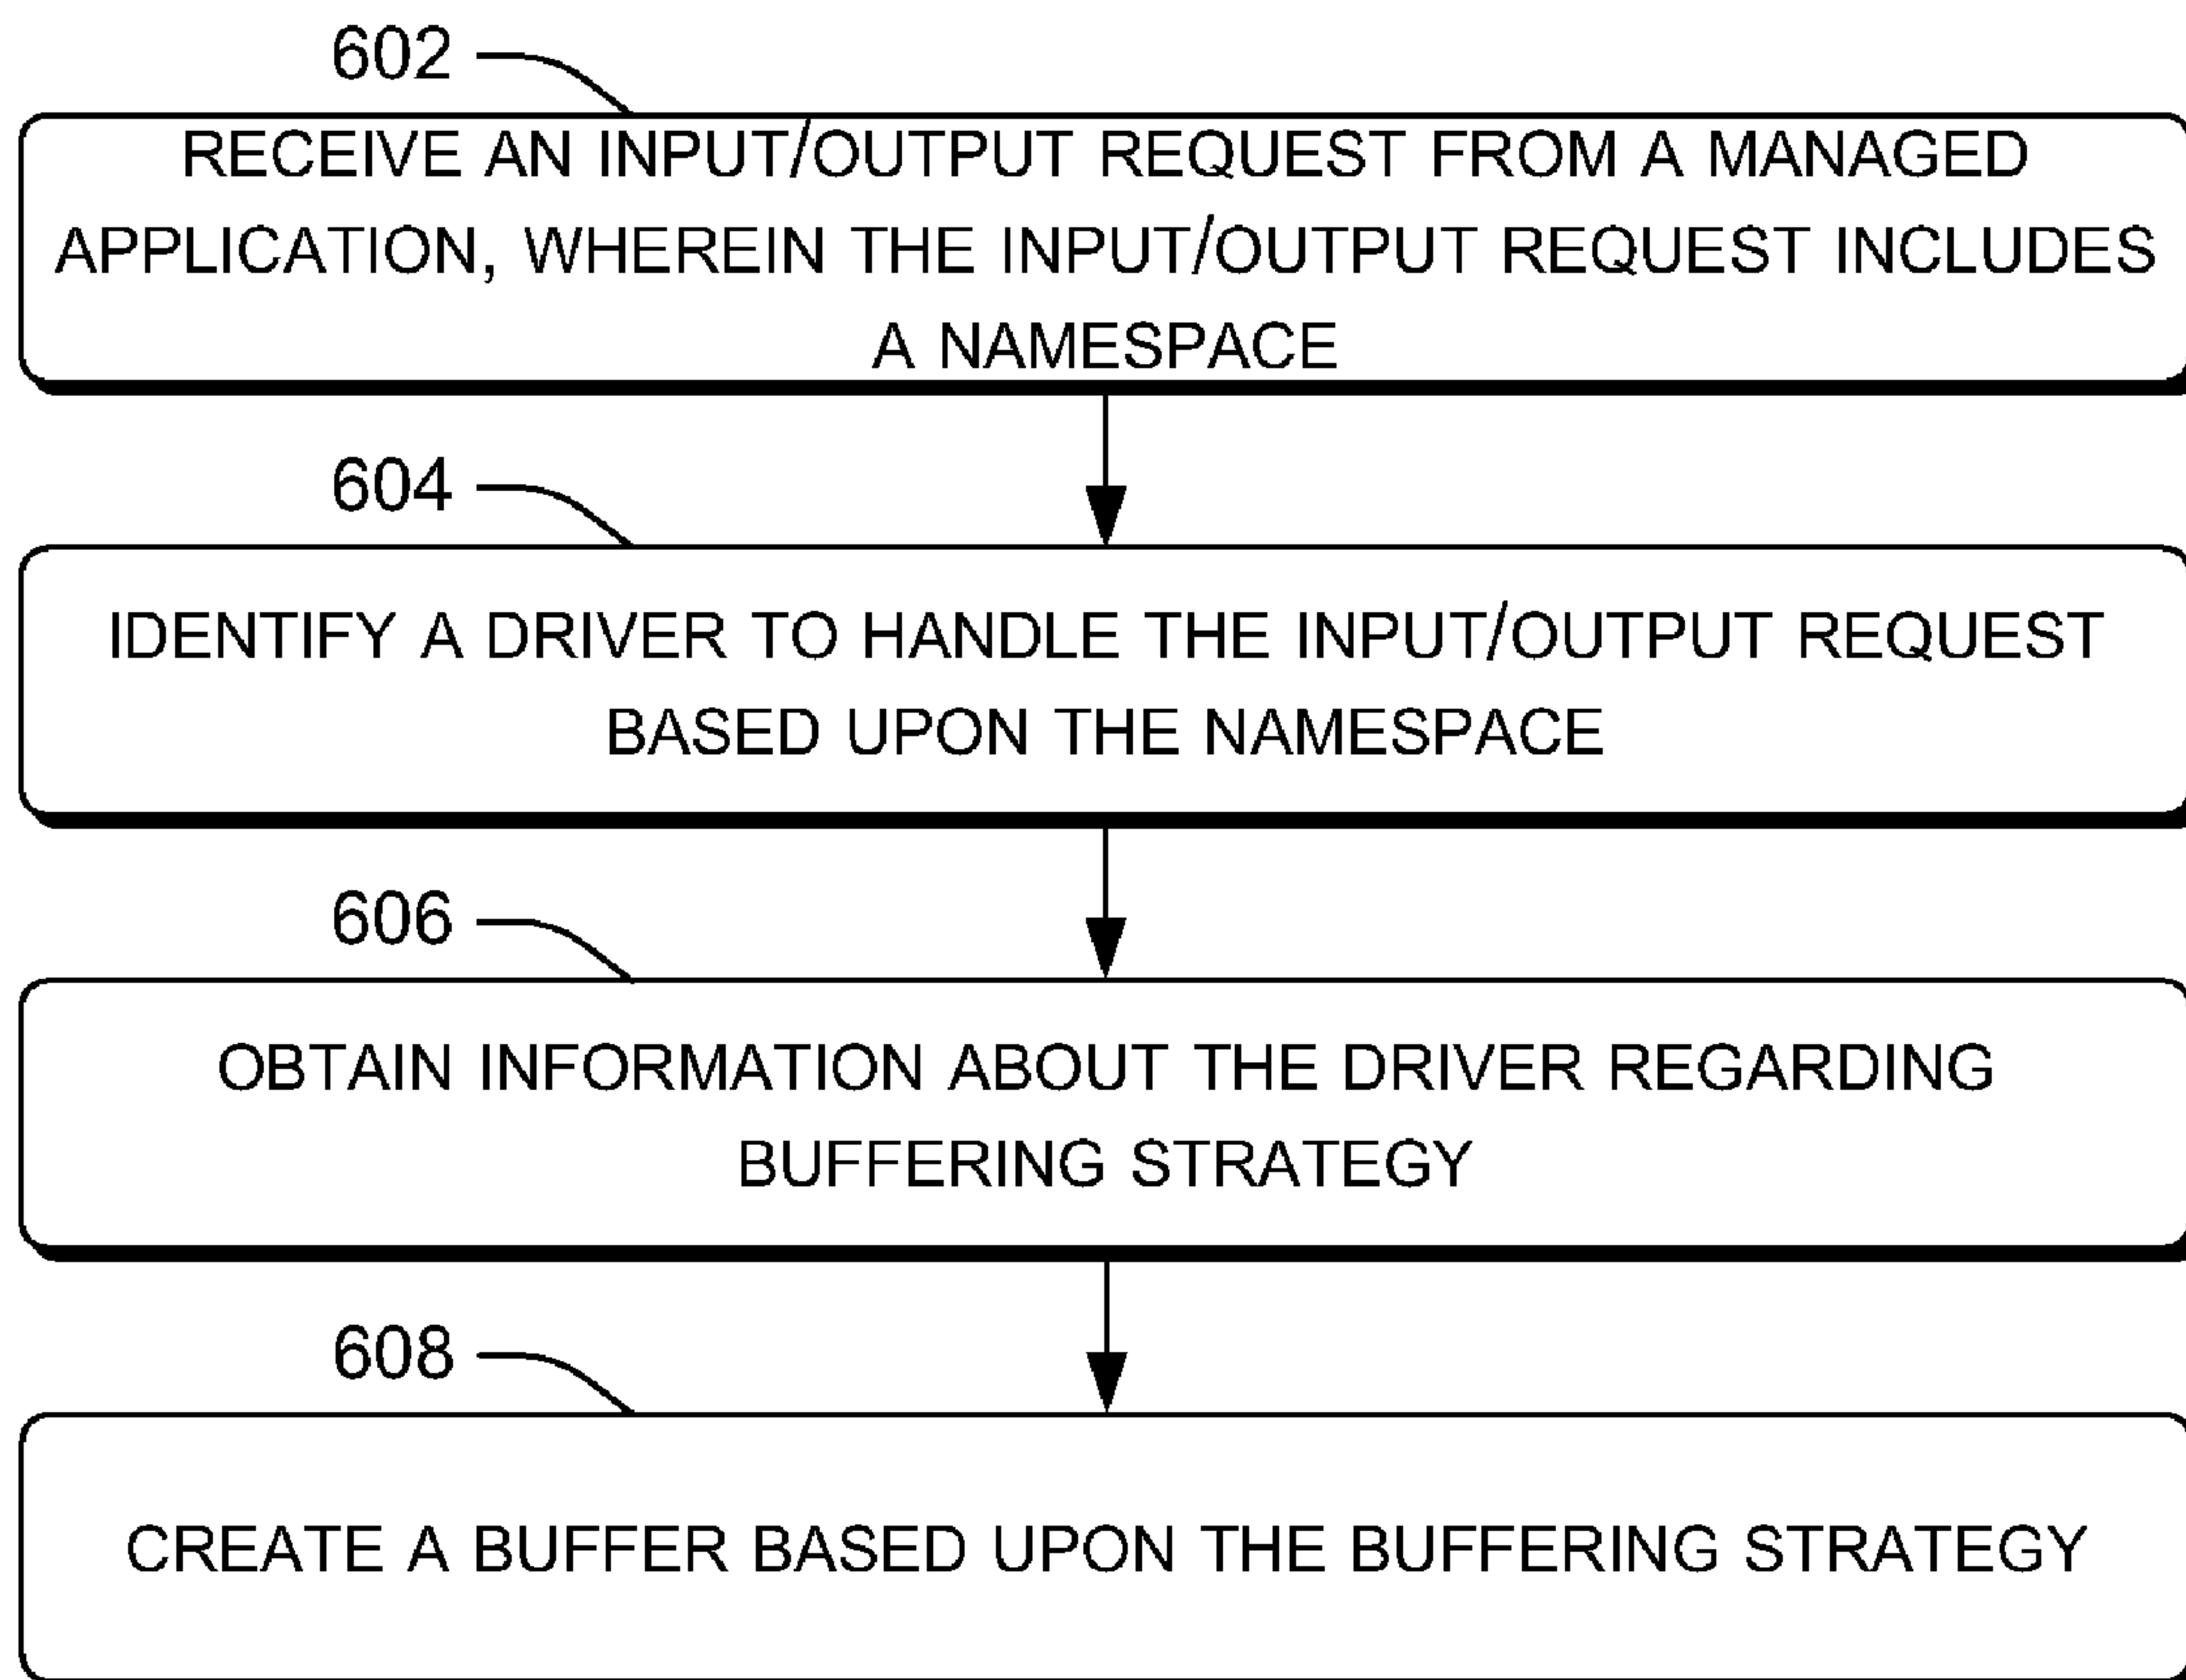 602
RECEIVE AN INPUT/OUTPUT REQUEST FROM A MANAGED
APPLICATION, WHEREIN THE INPUT/OUTPUT REQUEST INCLUDES
A NAMESPACE
604
IDENTIFY A DRIVER TO HANDLE THE INPUT/OUTPUT REQUEST
BASED UPON THE NAMESPACE
606
OBTAIN INFORMATION ABOUT THE DRIVER REGARDING
BUFFERING STRATEGY
608
CREATE A BUFFER BASED UPON THE BUFFERING STRATEGY